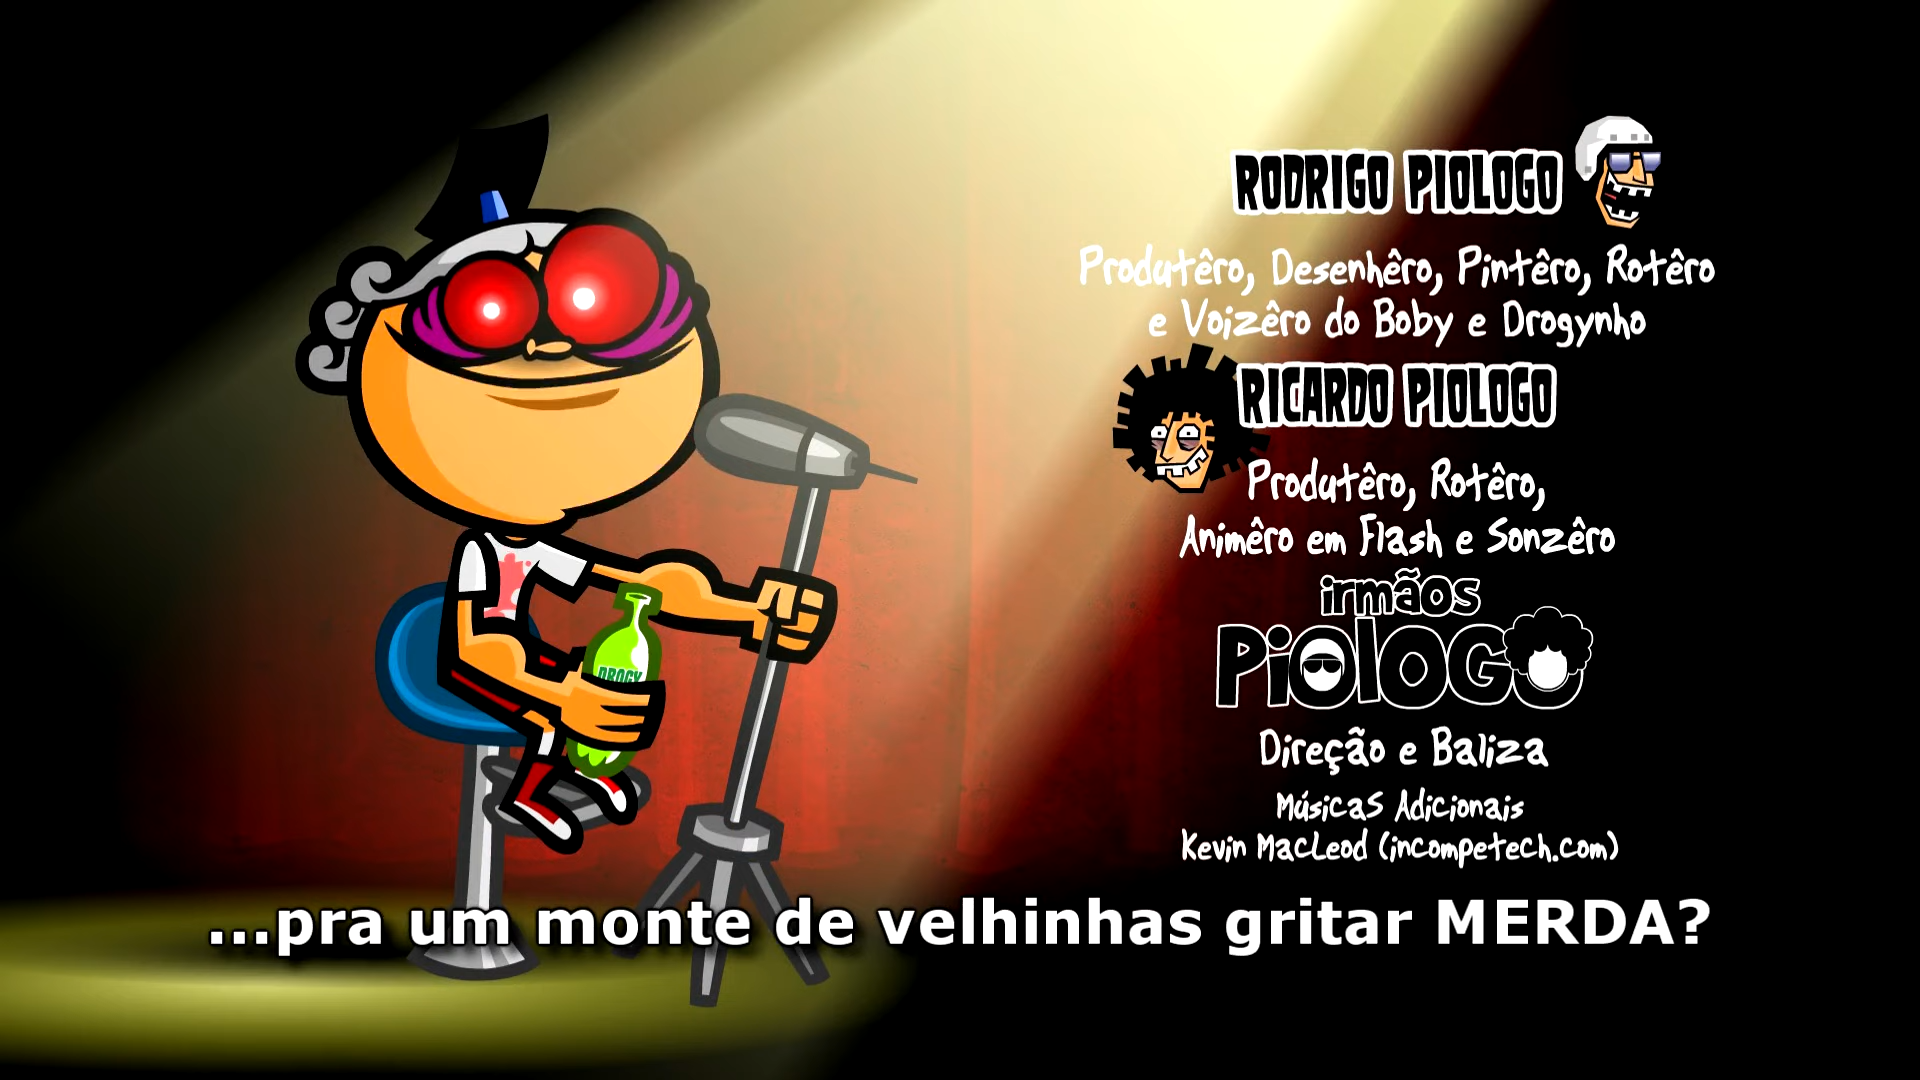 RODRIGO PIOLOGO
Produtêro, Desenhêro, Pintêro, Rotêro
e Voizêro do Boby e Drogynho
RICARDO PIOLOGO
Produtêro, Rotêro,
Animêro em Flash e Sonzêro
irmãos
PiOLOGO
Direção e Baliza
MúsicaS Adicionais
Kevin MacLeod (incompetech.com)
DROGY
...pra um monte de velhinhas gritar MERDA?